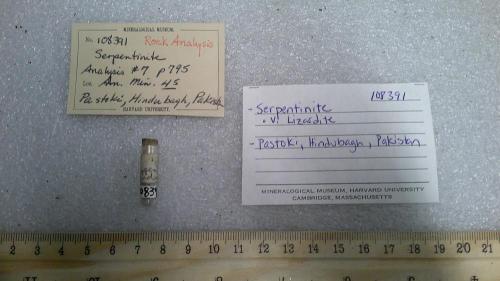 MINERALOGICAL MUSEUM
No. 108391 Rock Analysis
Serpentinite
Analysis #7 p 795
Loc. Am. Min. 45
Pastoki, Hindubagh, Pakistan
HARVARD UNIVERSITY.
108391
- Serpentinite
• v. Lizardite
- Pastoki, Hindubagh, Pakistan
MINERALOGICAL MUSEUM, HARVARD UNIVERSITY
CAMBRIDGE, MASSACHUSETTS
0839
2 3 4 5 6 7 8 9 10 11 12 13 14 15 16 17 18 19 20 21